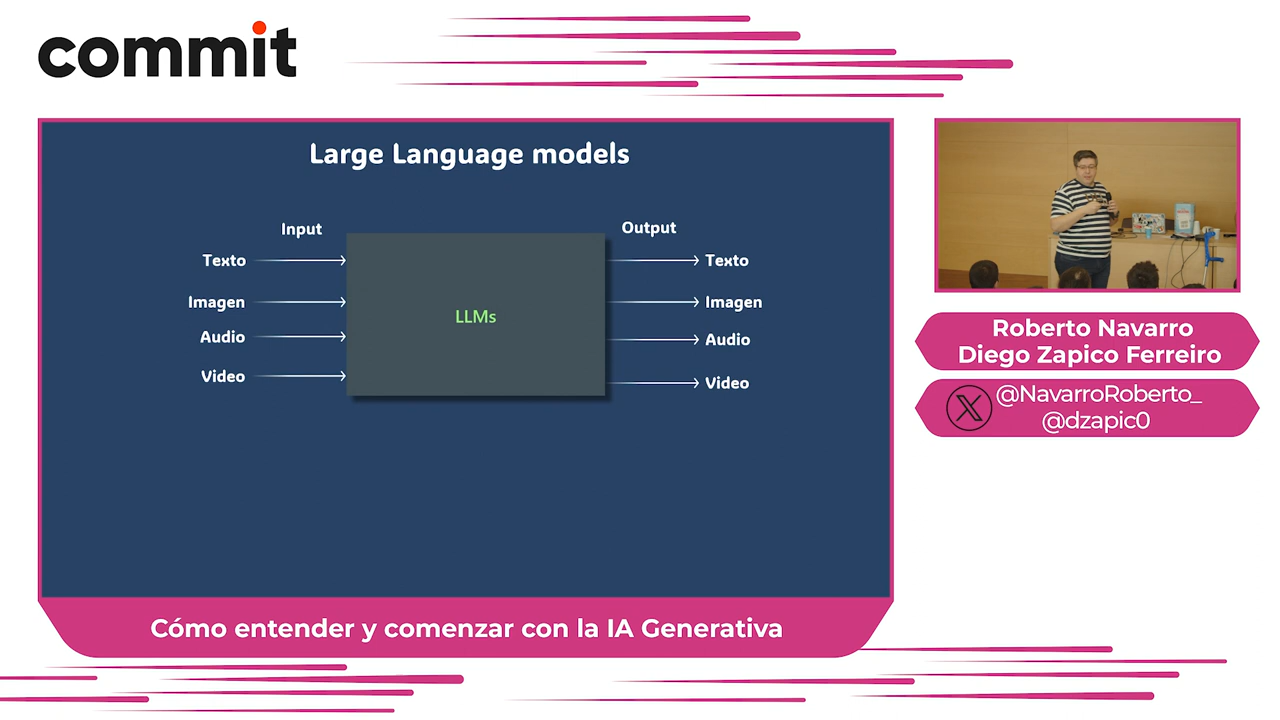 commit
Large Language models
Input
Output
Texto
Texto
Imagen
Imagen
Audio
Audio
Video
Video
LLMs
Roberto Navarro
Diego Zapico Ferreiro
@NavarroRoberto_
@dzapic0
Cómo entender y comenzar con la IA Generativa